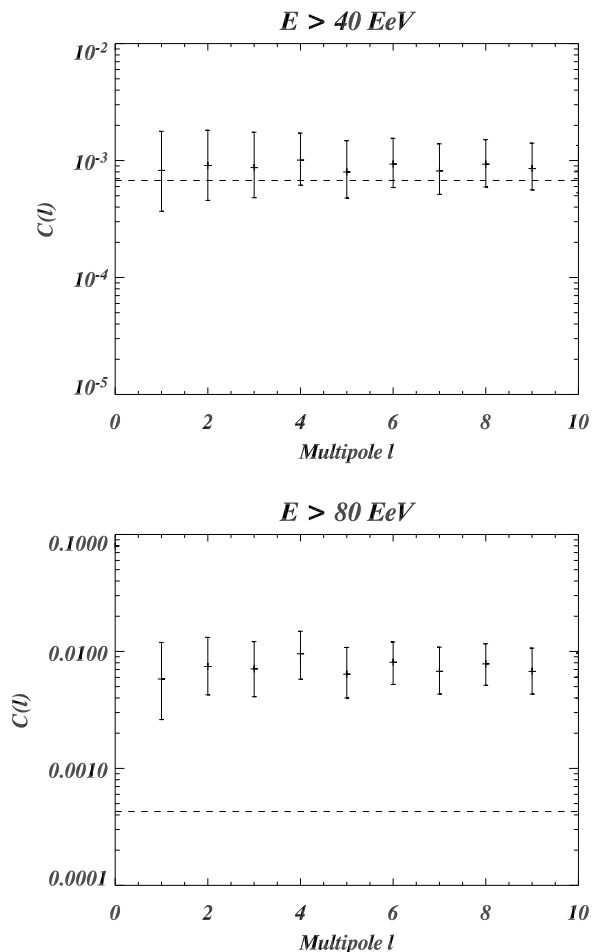 E > 40 EeV
10-2
10-3
10-4
10-5
C(l)
0 2 4 6 8 10
Multipole l
E > 80 EeV
0.1000
0.0100
0.0010
0.0001
C(l)
0 2 4 6 8 10
Multipole l